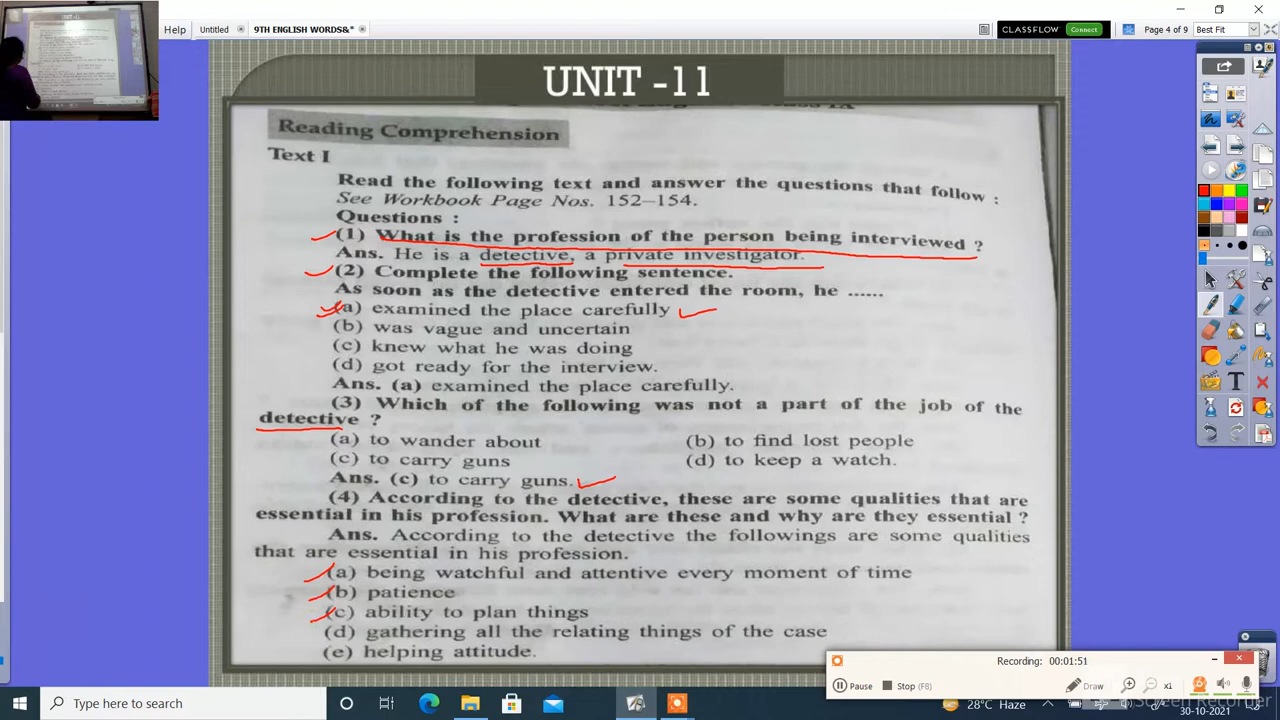 Help
Untitled
9TH ENGLISH WORDS&*
CLASSFLOW
Connect
Page 4 of 9
Best Fit
UNIT -11
Reading Comprehension
Text I
Read the following text and answer the questions that follow :
See Workbook Page Nos. 152–154.
Questions :
(1) What is the profession of the person being interviewed ?
Ans. He is a detective, a private investigator.
(2) Complete the following sentence.
As soon as the detective entered the room, he ......
(a) examined the place carefully
(b) was vague and uncertain
(c) knew what he was doing
(d) got ready for the interview.
Ans. (a) examined the place carefully.
(3) Which of the following was not a part of the job of the
detective ?
(a) to wander about (b) to find lost people
(c) to carry guns (d) to keep a watch.
Ans. (c) to carry guns.
(4) According to the detective, these are some qualities that are
essential in his profession. What are these and why are they essential ?
Ans. According to the detective the followings are some qualities
that are essential in his profession.
(a) being watchful and attentive every moment of time
(b) patience
(c) ability to plan things
(d) gathering all the relating things of the case
(e) helping attitude.
Recording: 00:01:51
Pause Stop (F8) Draw x1
Type here to search
28°C Haze
Screen Recorder
30-10-2021